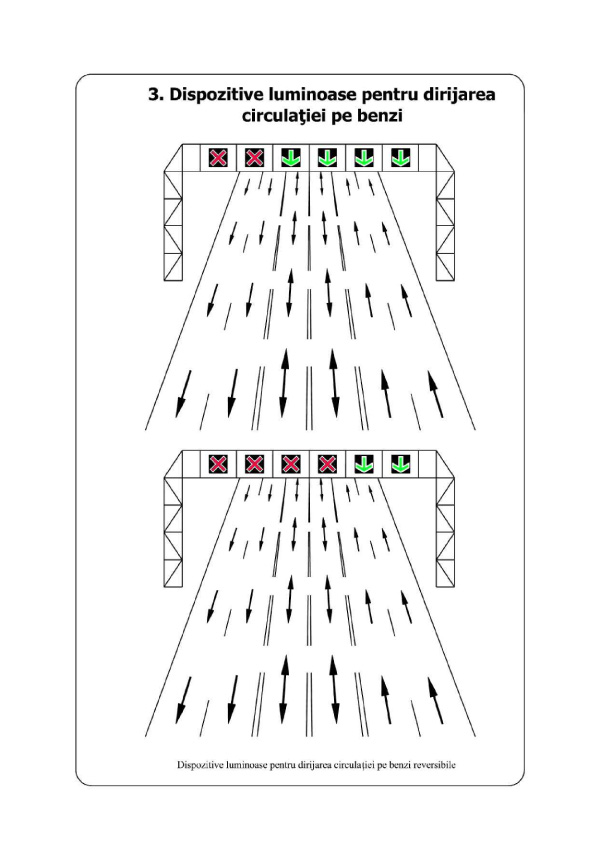 3. Dispozitive luminoase pentru dirijarea
circulaţiei pe benzi
Dispozitive luminoase pentru dirijarea circulaţiei pe benzi reversibile